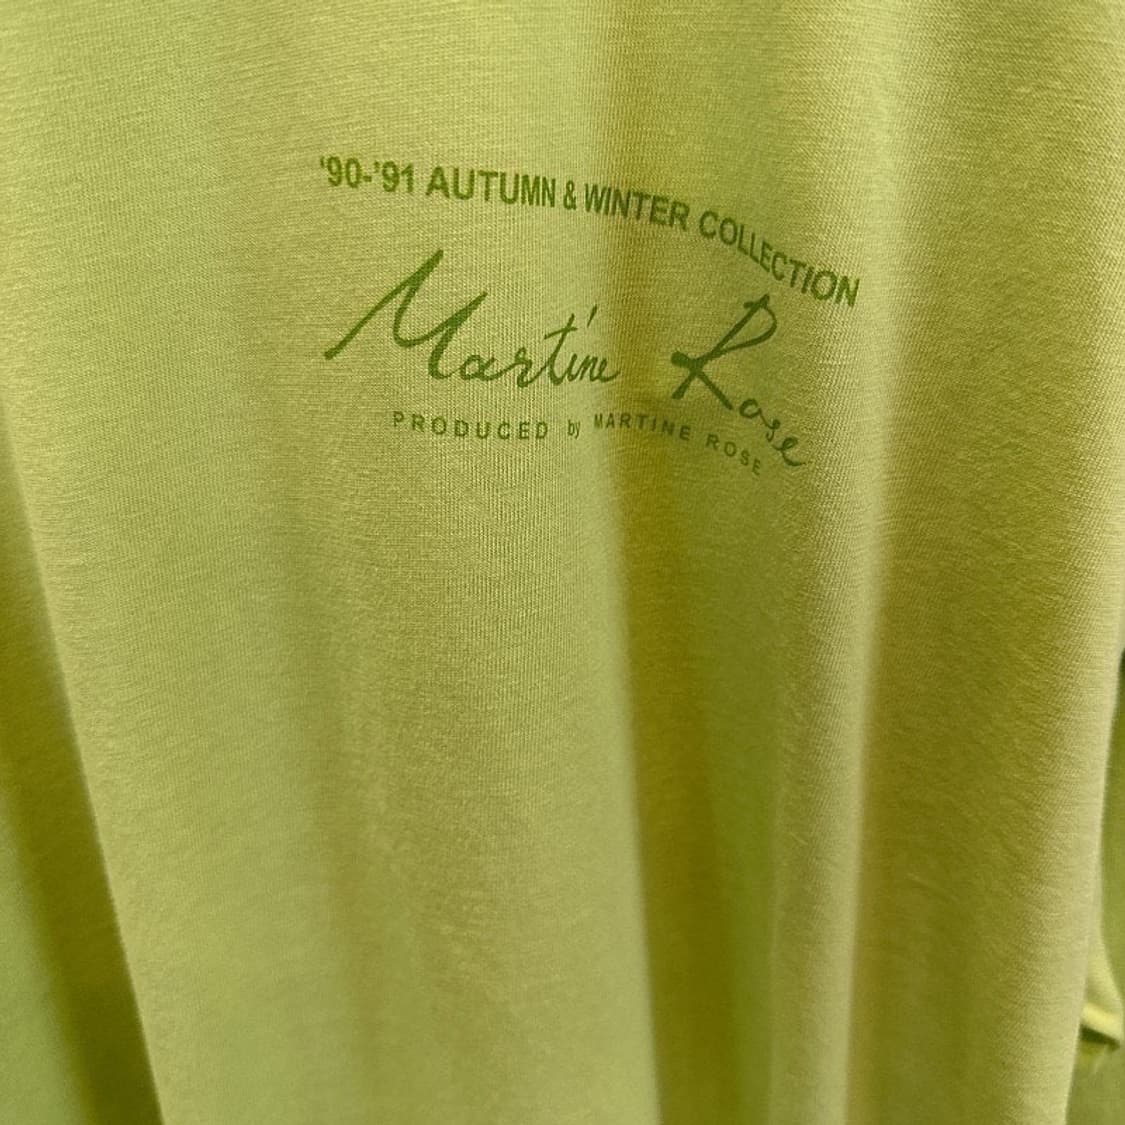 '90-'91 AUTUMN & WINTER COLLECTION
Martine Rose
PRODUCED by MARTINE ROSE